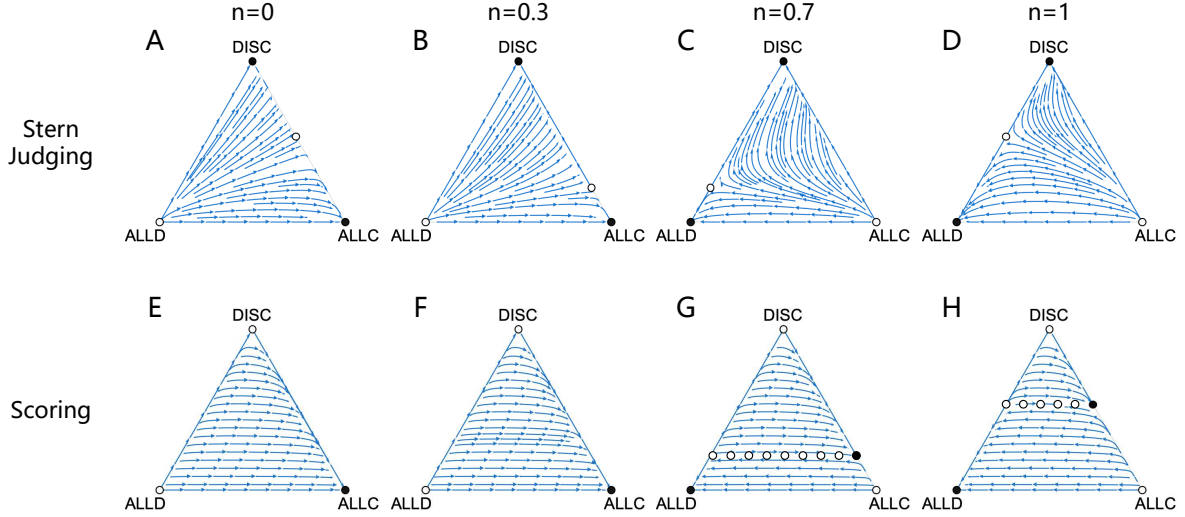 n=0 n=0.3 n=0.7 n=1
A B C D
DISC DISC DISC DISC
Stern
Judging
ALLD ALLC ALLD ALLC ALLD ALLC ALLD ALLC
E F G H
DISC DISC DISC DISC
Scoring
ALLD ALLC ALLD ALLC ALLD ALLC ALLD ALLC